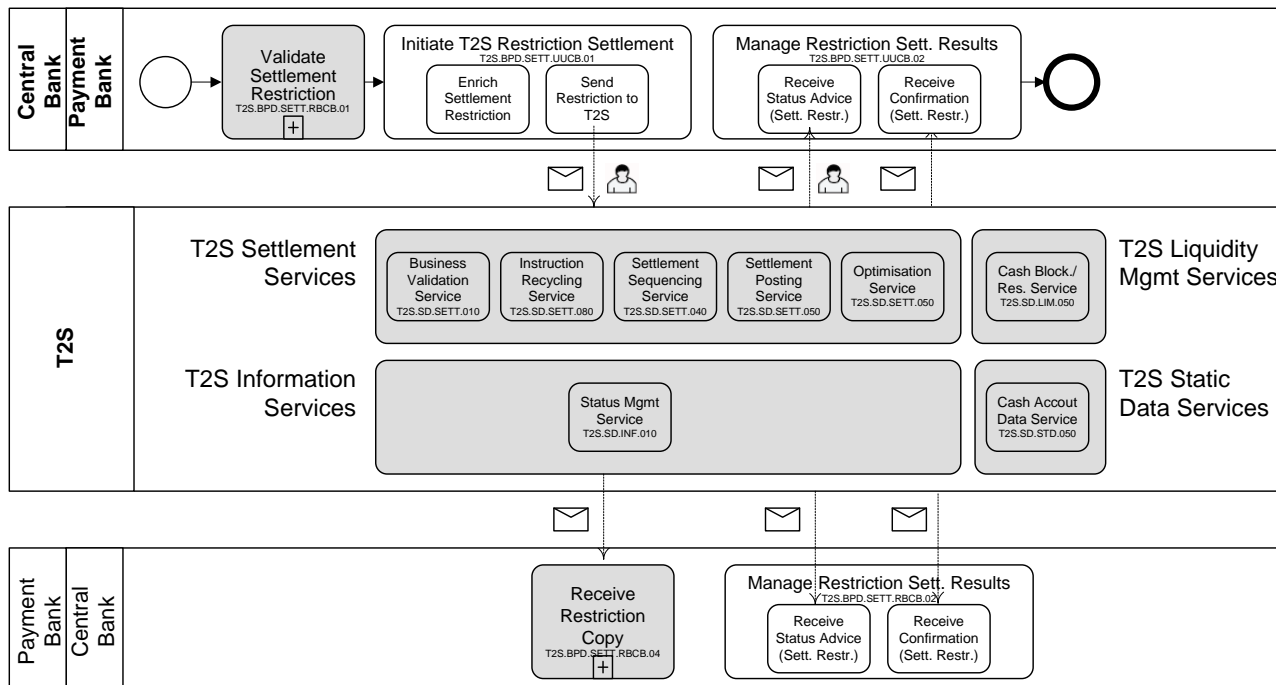 Central
Bank
Payment
Bank
Validate
Settlement
Restriction
T2S.BPD.SETT.RBCB.01
+
Initiate T2S Restriction Settlement
T2S.BPD.SETT.UUCB.01
Enrich
Settlement
Restriction
Send
Restriction to
T2S
Manage Restriction Sett. Results
T2S.BPD.SETT.UUCB.02
Receive
Status Advice
(Sett. Restr.)
Receive
Confirmation
(Sett. Restr.)
T2S
T2S Settlement
Services
Business
Validation
Service
T2S.SD.SETT.010
Instruction
Recycling
Service
T2S.SD.SETT.080
Settlement
Sequencing
Service
T2S.SD.SETT.040
Settlement
Posting
Service
T2S.SD.SETT.050
Optimisation
Service
T2S.SD.SETT.050
Cash Block./
Res. Service
T2S.SD.LIM.050
T2S Liquidity
Mgmt Services
T2S Information
Services
Status Mgmt
Service
T2S.SD.INF.010
Cash Accout
Data Service
T2S.SD.STD.050
T2S Static
Data Services
Payment
Bank
Central
Bank
Receive
Restriction
Copy
T2S.BPD.SETT.RBCB.04
+
Manage Restriction Sett. Results
T2S.BPD.SETT.RBCB.02
Receive
Status Advice
(Sett. Restr.)
Receive
Confirmation
(Sett. Restr.)